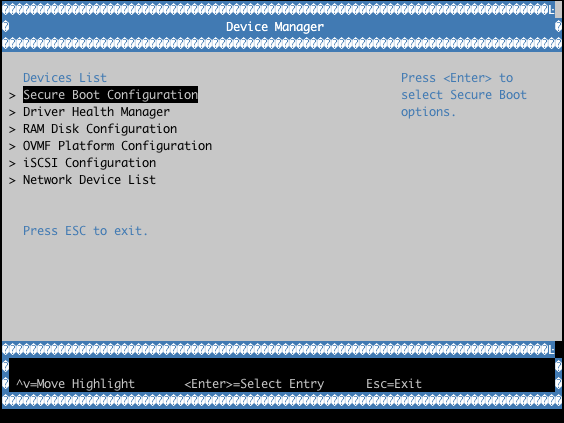 Device Manager
Devices List
> Secure Boot Configuration
> Driver Health Manager
> RAM Disk Configuration
> OVMF Platform Configuration
> iSCSI Configuration
> Network Device List
Press ESC to exit.
Press <Enter> to
select Secure Boot
options.
^v=Move Highlight <Enter>=Select Entry Esc=Exit